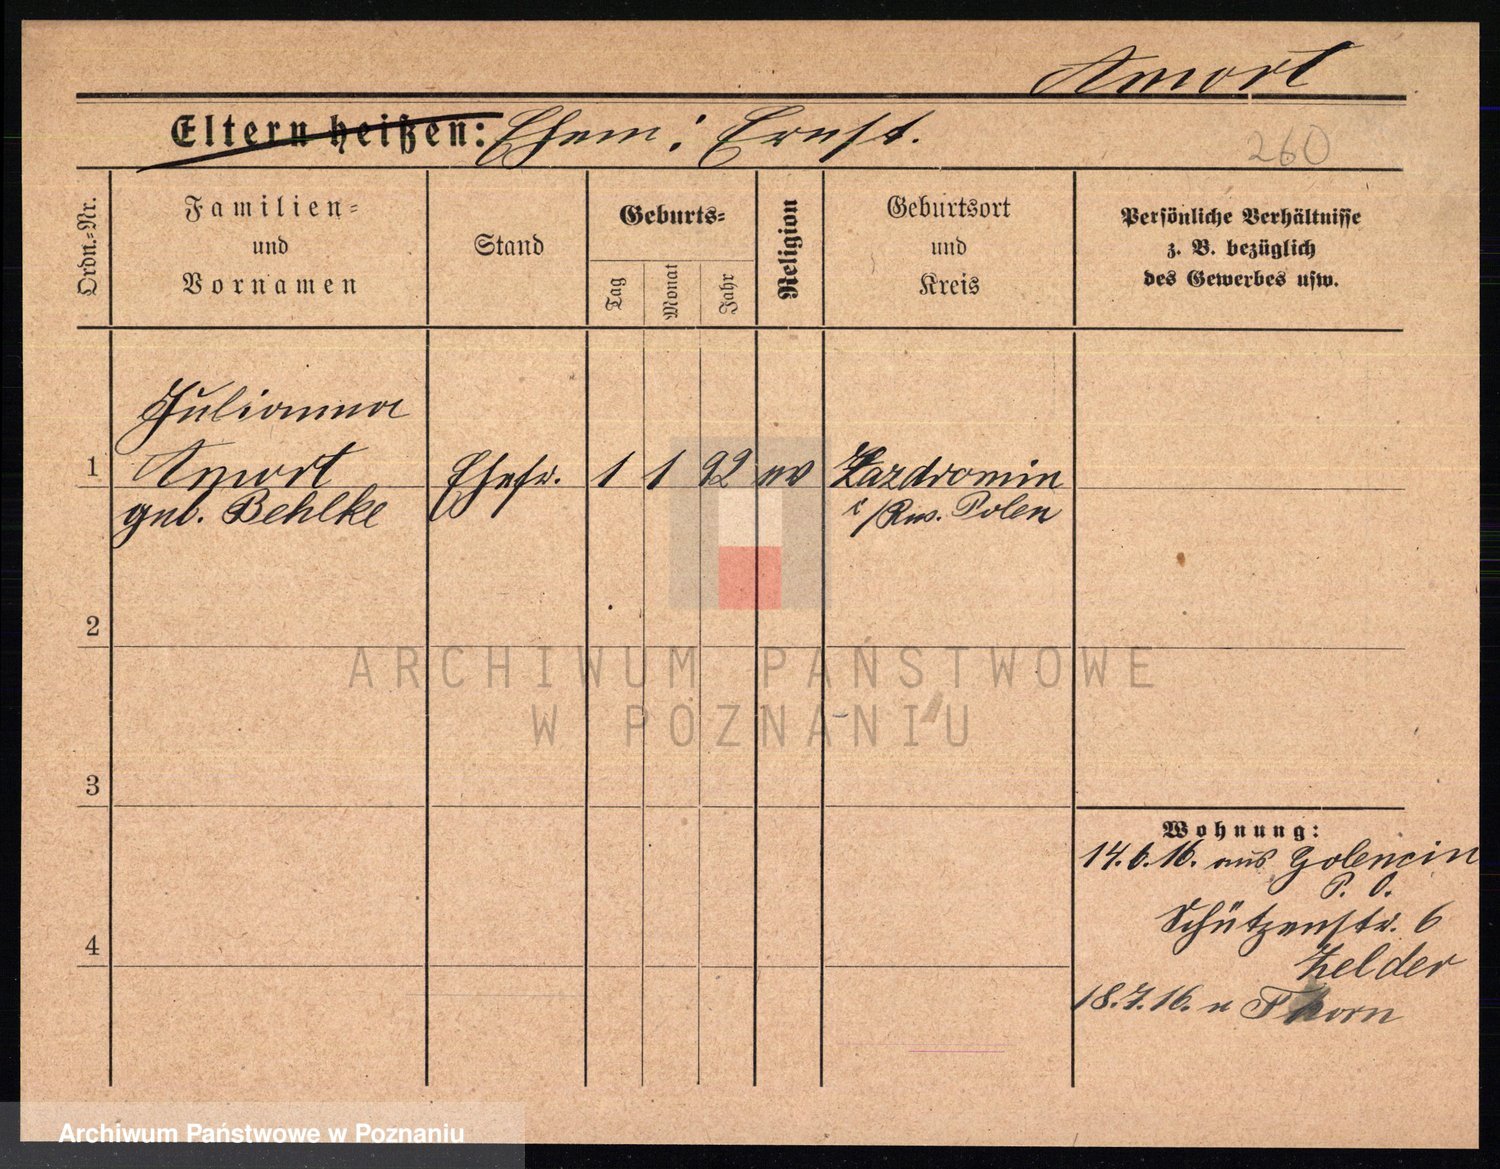 Amort
Eltern heißen: Ehem: Ernst.
260
Ordn.-Nr.
Familien-
und
Vornamen
Stand
Geburts-
Tag
Monat
Jahr
Religion
Geburtsort
und
Kreis
Persönliche Verhältnisse
z. B. bezüglich
des Gewerbes usw.
Julianna
1 Amort Ehefr. 1 1 92 ev Zazdromin
geb. Behlke i/Rus. Polen
2
3
4
ARCHIWUM PAŃSTWOWE
W POZNANIU
Wohnung:
14.6.16. aus Golencin
P. O.
Schützenstr. 6
Zelder
18.7.16. n Thorn
Archiwum Państwowe w Poznaniu